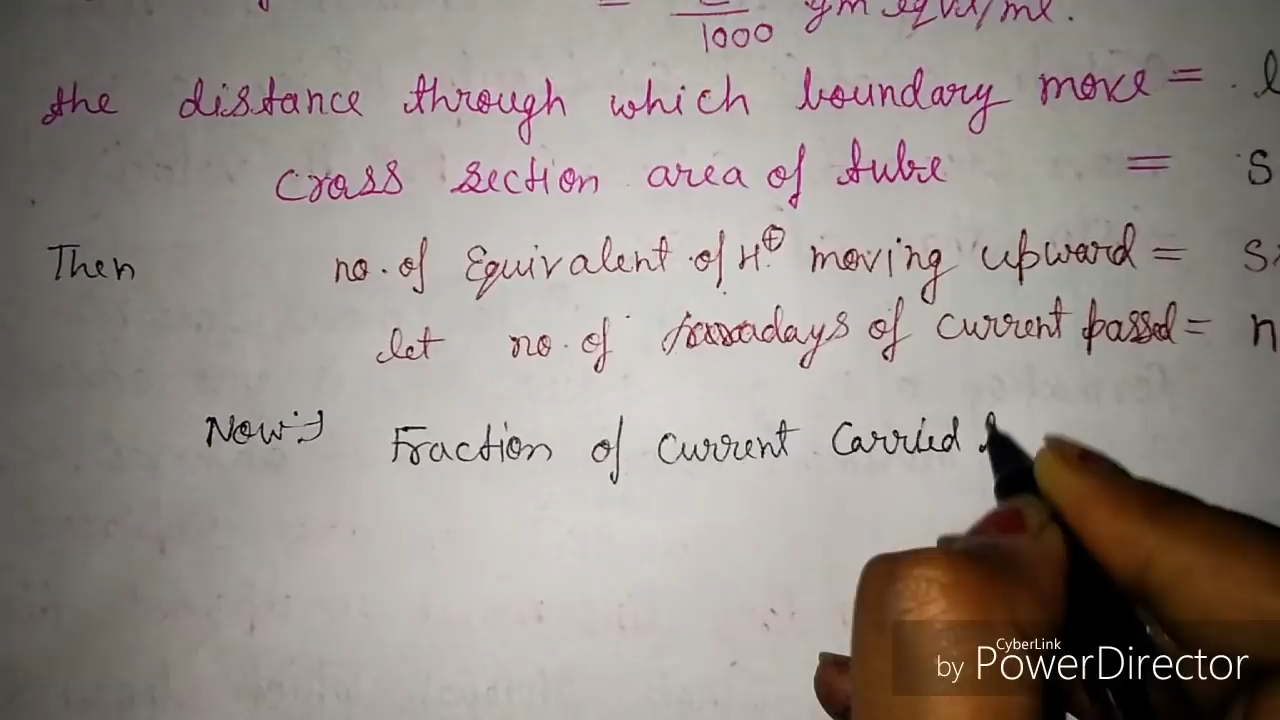 = 1000 gm equi/ml.
the distance through which boundary move = l
cross section area of tube = s
Then no. of Equivalent of H⊕ moving upward = s
let no. of faradays of current passed = n
Now:⇒ Fraction of current carried
CyberLink
by PowerDirector